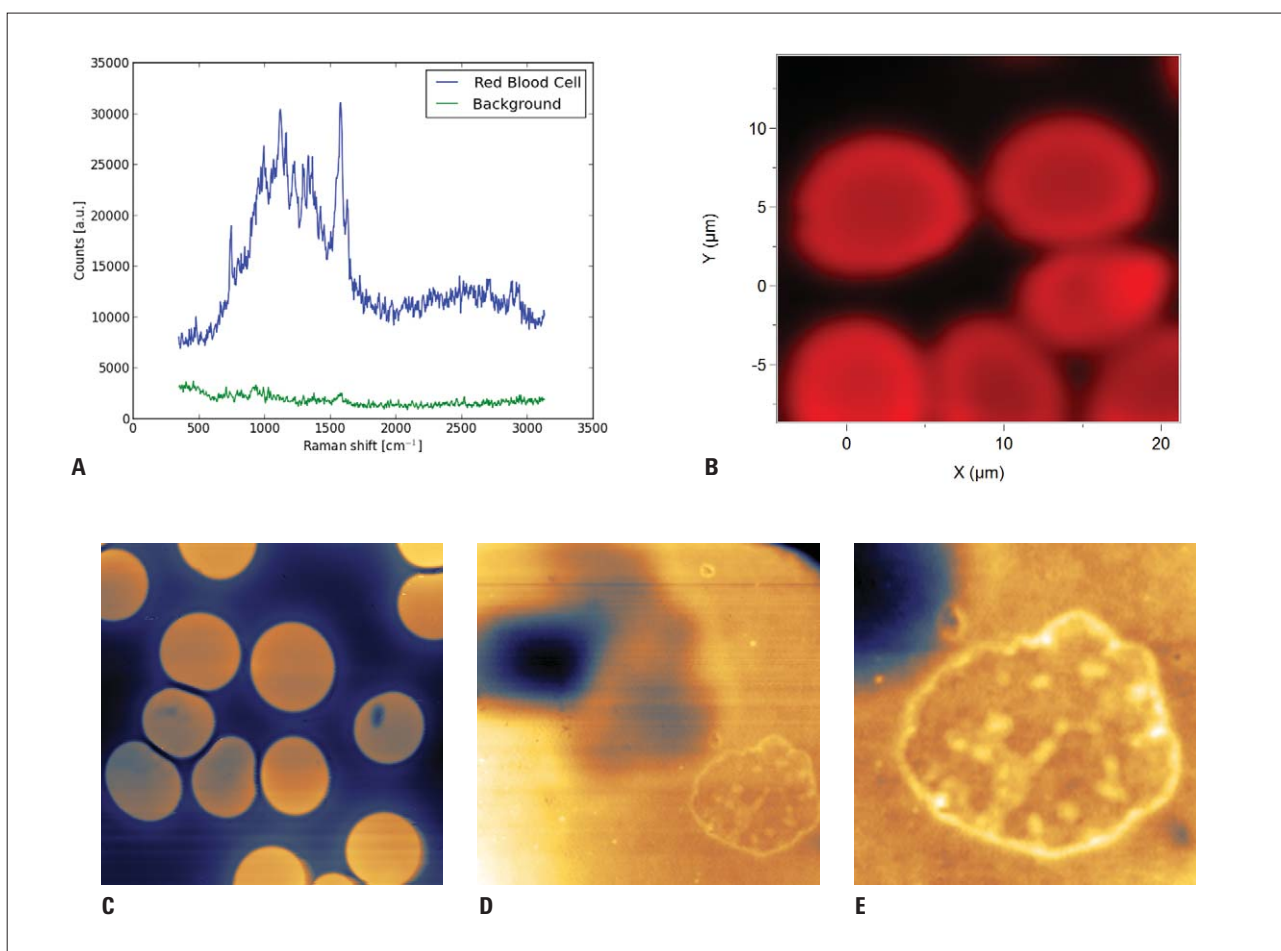 35000
30000
25000
20000
15000
10000
5000
0
Counts [a.u.]
Red Blood Cell
Background
0 500 1000 1500 2000 2500 3000 3500
Raman shift [cm⁻¹]
A
10
5
0
-5
Y (µm)
0 10 20
X (µm)
B
C
D
E